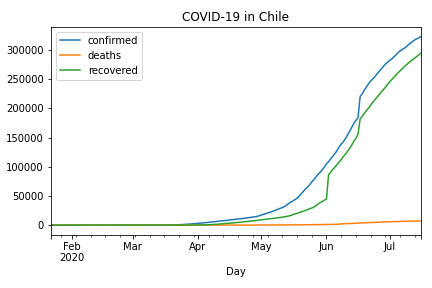 COVID-19 in Chile
confirmed
deaths
recovered
300000
250000
200000
150000
100000
50000
0
Feb Mar Apr May Jun Jul
2020
Day